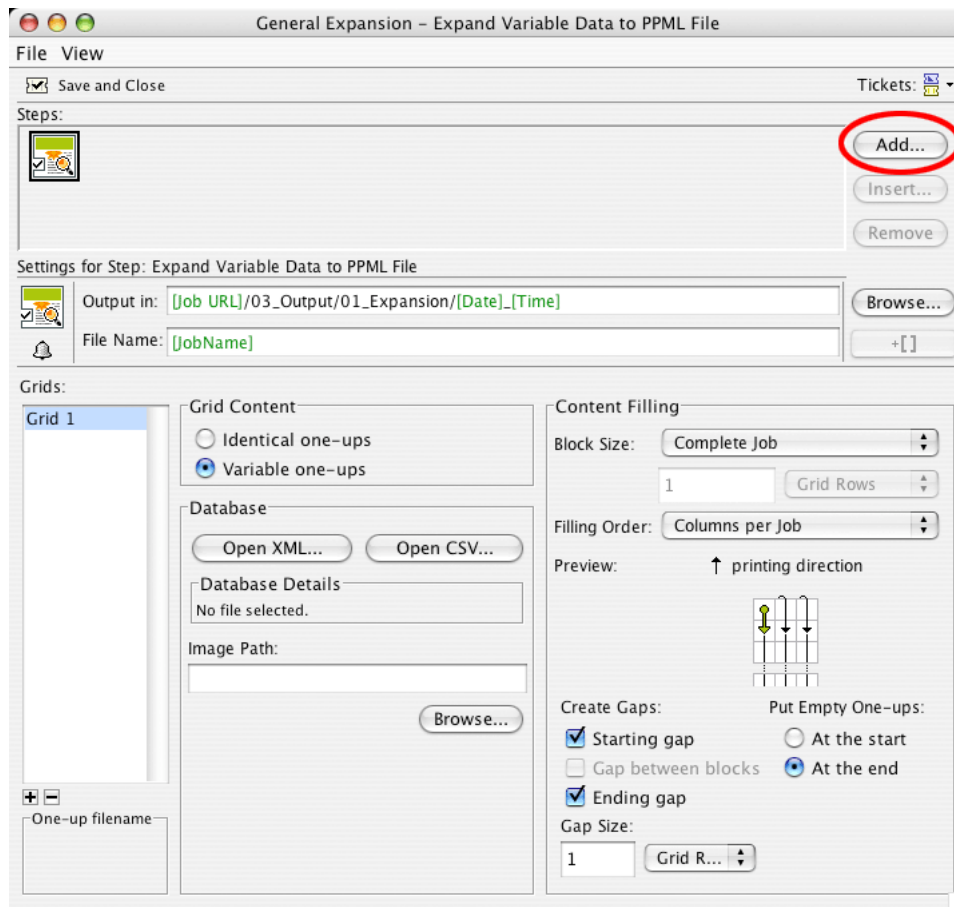 General Expansion – Expand Variable Data to PPML File
File View
Save and Close
Tickets:
Steps:
Add...
Insert...
Remove
Settings for Step: Expand Variable Data to PPML File
Output in: [Job URL]/03_Output/01_Expansion/[Date]_[Time]
Browse...
File Name: [JobName]
+[]
Grids:
Grid 1
One-up filename
Grid Content
Identical one-ups
Variable one-ups
Database
Open XML... Open CSV...
Database Details
No file selected.
Image Path:
Browse...
Content Filling
Block Size: Complete Job
1 Grid Rows
Filling Order: Columns per Job
Preview: ↑ printing direction
Create Gaps:
Starting gap
Gap between blocks
Ending gap
Put Empty One-ups:
At the start
At the end
Gap Size:
1 Grid R...